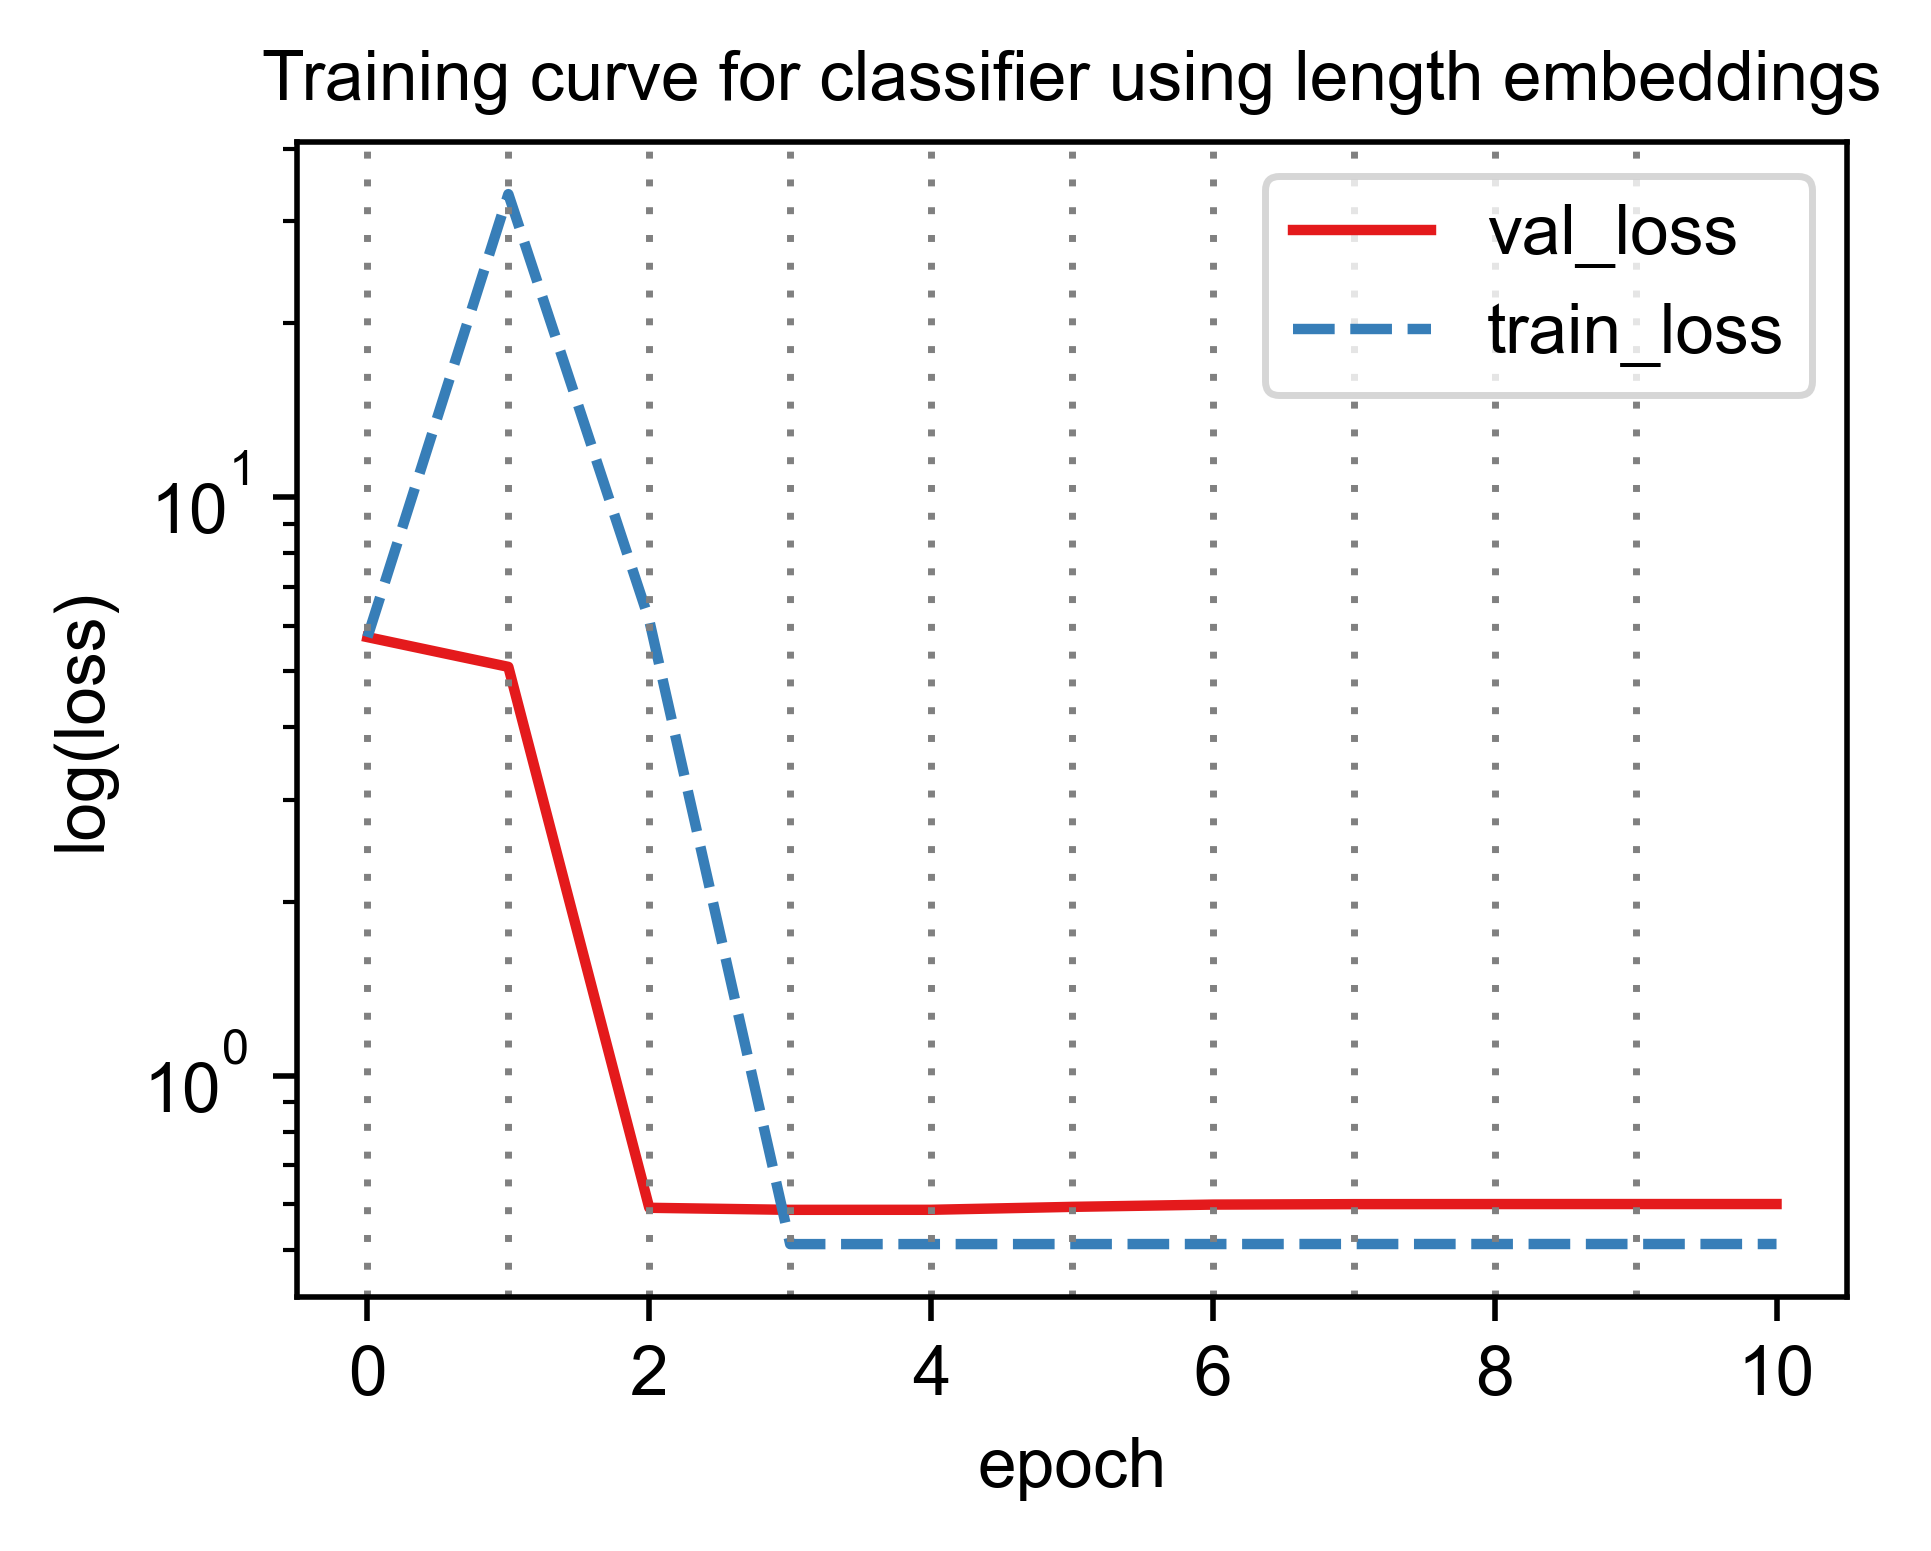 Training curve for classifier using length embeddings
val_loss
train_loss
10^1
10^0
log(loss)
0 2 4 6 8 10
epoch